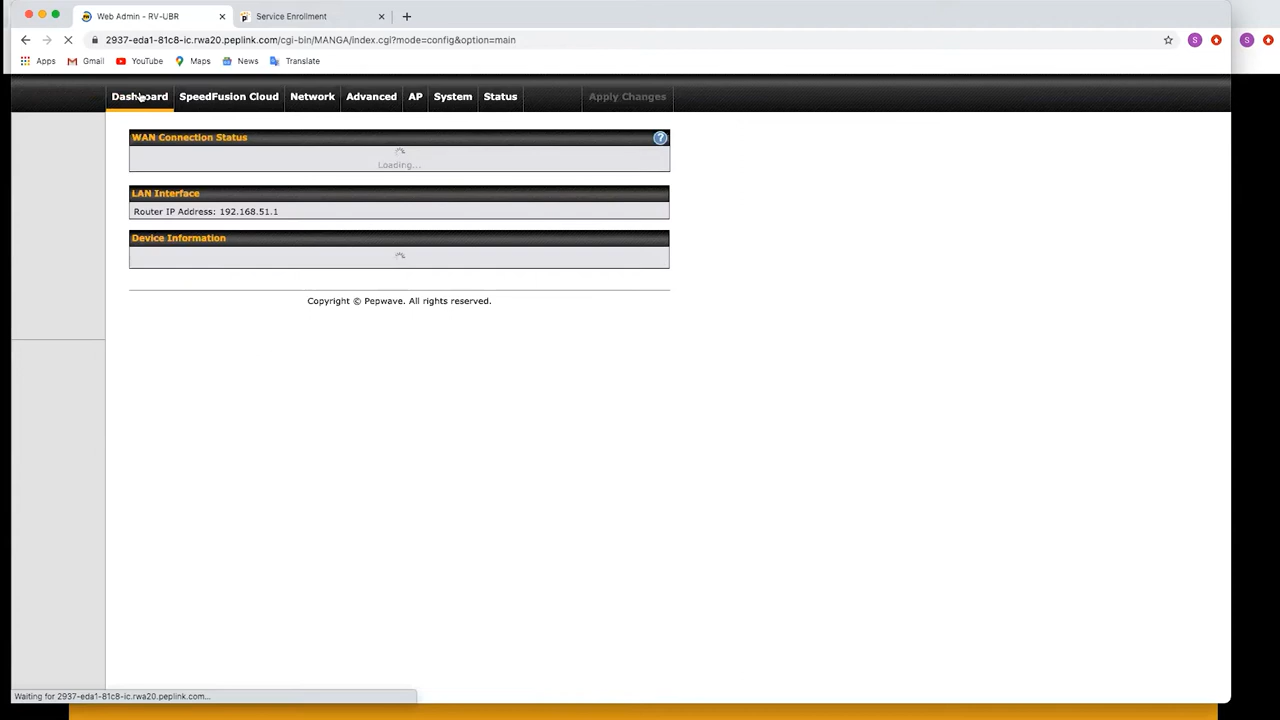 Web Admin - RV-UBR
Service Enrollment
2937-eda1-81c8-ic.rwa20.peplink.com/cgi-bin/MANGA/index.cgi?mode=config&option=main
S
S
Apps
Gmail
YouTube
Maps
News
Translate
Dashboard
SpeedFusion Cloud
Network
Advanced
AP
System
Status
Apply Changes
WAN Connection Status
?
Loading...
LAN Interface
Router IP Address: 192.168.51.1
Device Information
Copyright © Pepwave. All rights reserved.
Waiting for 2937-eda1-81c8-ic.rwa20.peplink.com...